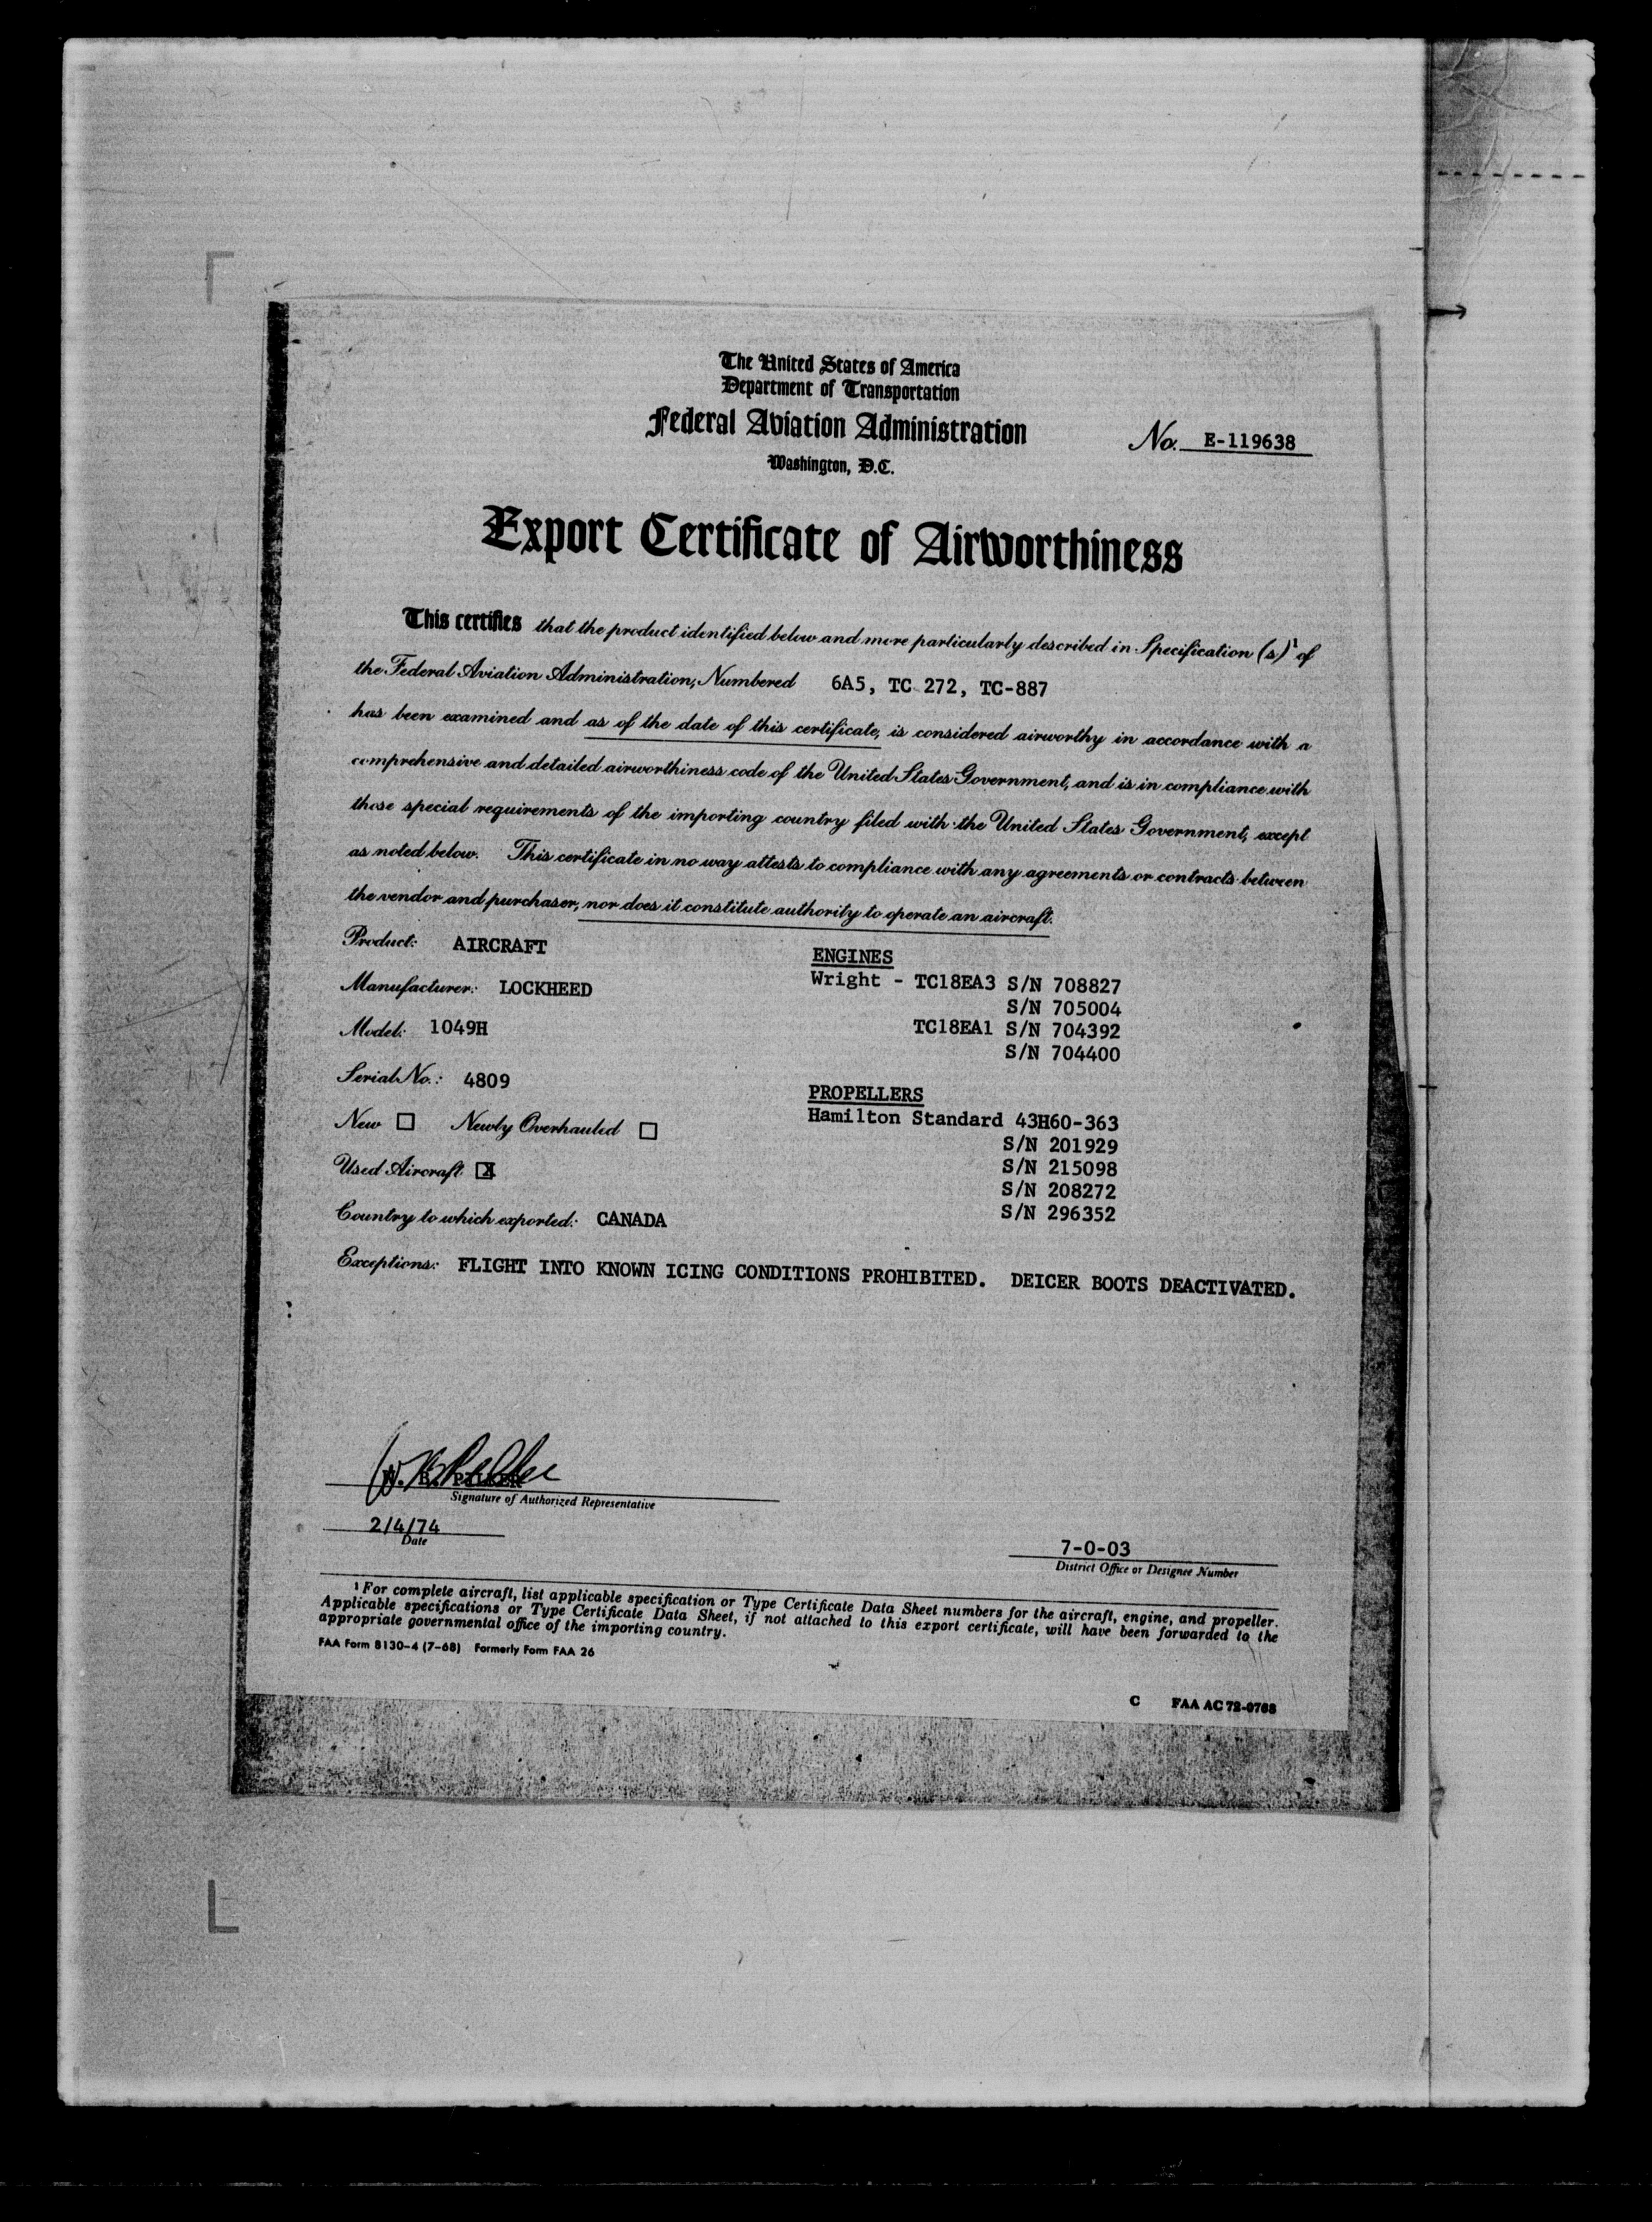 The United States of America
Department of Transportation
Federal Aviation Administration
Washington, D.C.
No. E-119638
Export Certificate of Airworthiness
This certifies that the product identified below and more particularly described in Specification (s)¹ of
the Federal Aviation Administration, Numbered 6A5, TC 272, TC-887
has been examined and as of the date of this certificate, is considered airworthy in accordance with a
comprehensive and detailed airworthiness code of the United States Government, and is in compliance with
those special requirements of the importing country filed with the United States Government, except
as noted below. This certificate in no way attests to compliance with any agreements or contracts between
the vendor and purchaser, nor does it constitute authority to operate an aircraft.
Product: AIRCRAFT
Manufacturer: LOCKHEED
Model: 1049H
Serial No.: 4809
New ☐ Newly Overhauled ☐
Used Aircraft ☒
Country to which exported: CANADA
ENGINES
Wright - TC18EA3 S/N 708827
S/N 705004
TC18EA1 S/N 704392
S/N 704400
PROPELLERS
Hamilton Standard 43H60-363
S/N 201929
S/N 215098
S/N 208272
S/N 296352
Exceptions: FLIGHT INTO KNOWN ICING CONDITIONS PROHIBITED. DEICER BOOTS DEACTIVATED.
Signature of Authorized Representative
2/4/74
Date
7-0-03
District Office or Designee Number
¹ For complete aircraft, list applicable specification or Type Certificate Data Sheet numbers for the aircraft, engine, and propeller.
Applicable specifications or Type Certificate Data Sheet, if not attached to this export certificate, will have been forwarded to the
appropriate governmental office of the importing country.
FAA Form 8130-4 (7-68) Formerly Form FAA 26
C FAA AC 72-0768